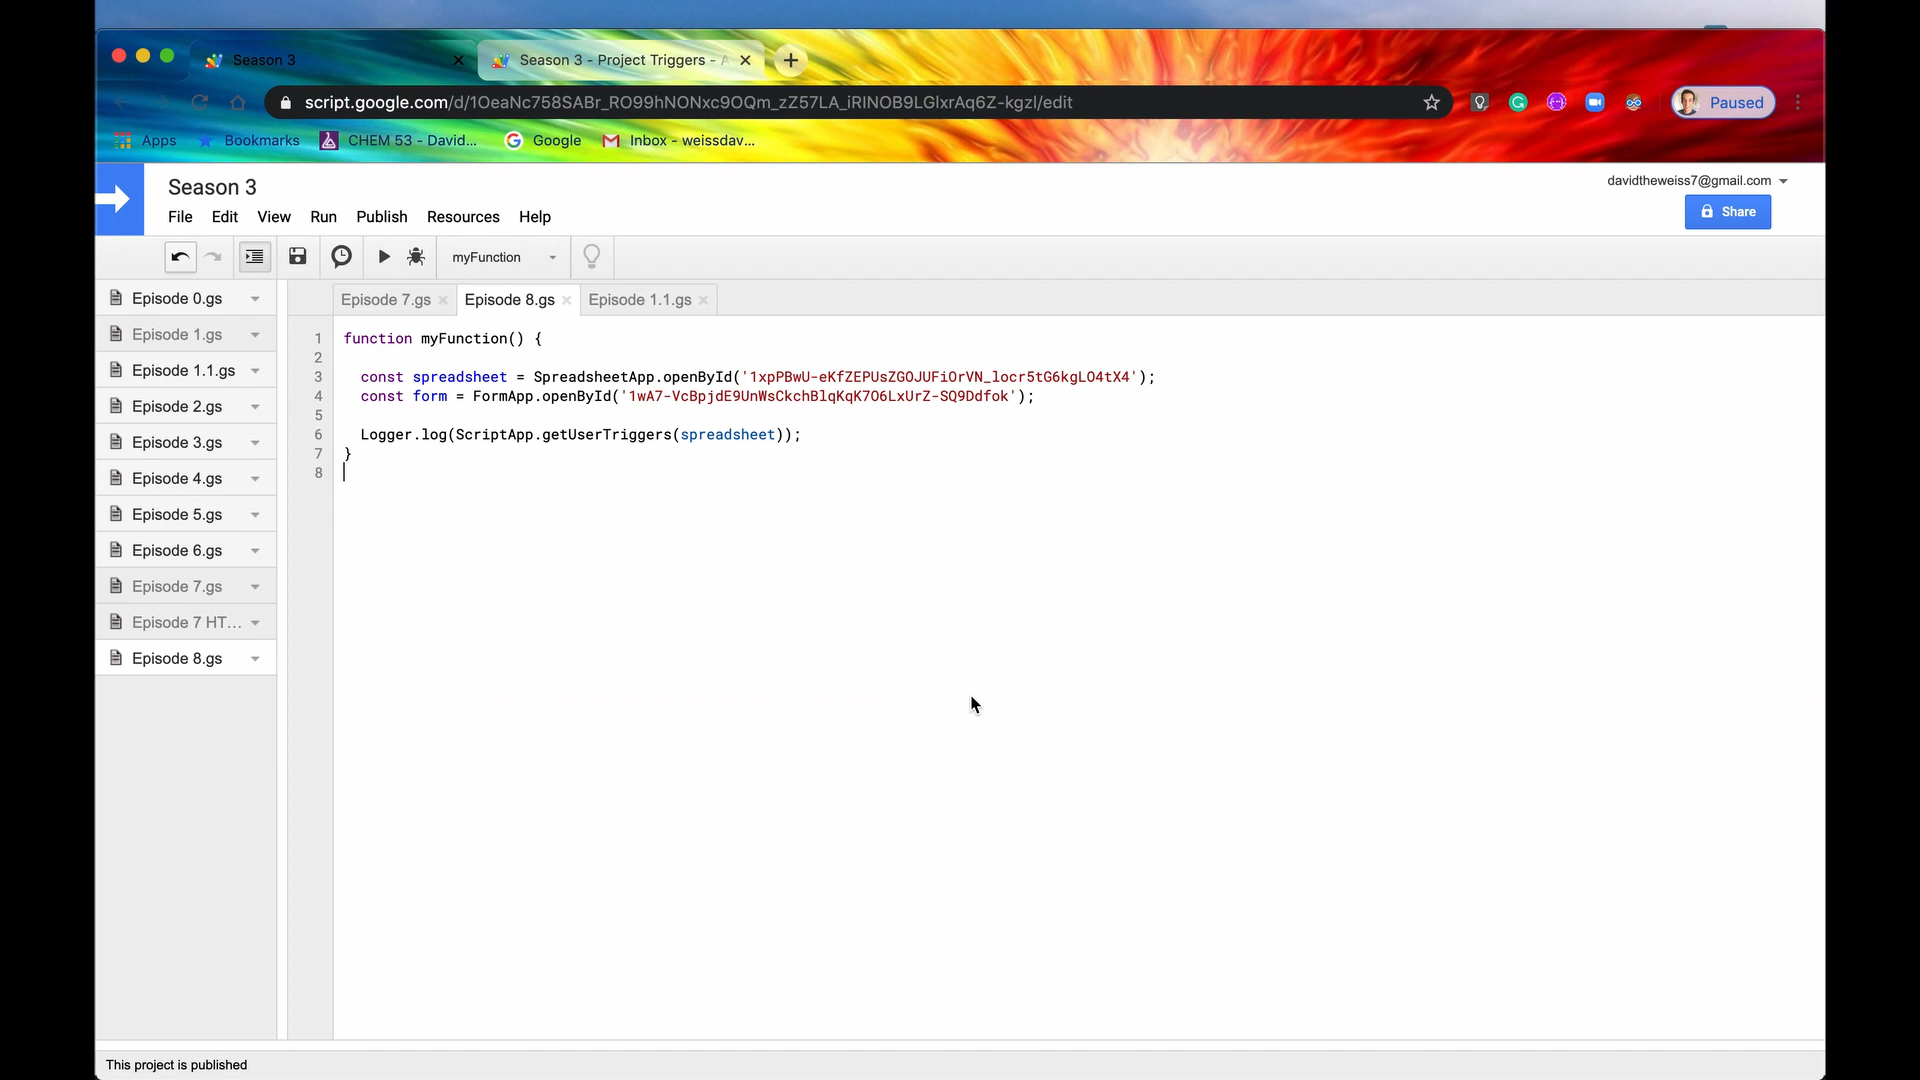 Season 3
Season 3 - Project Triggers - A
script.google.com/d/1OeaNc758SABr_RO99hNONxc9OQm_zZ57LA_iRINOB9LGlxrAq6Z-kgzl/edit
Paused
Apps
Bookmarks
CHEM 53 - David...
Google
Inbox - weissdav...
Season 3
davidtheweiss7@gmail.com
File Edit View Run Publish Resources Help
Share
myFunction
Episode 0.gs
Episode 1.gs
Episode 1.1.gs
Episode 2.gs
Episode 3.gs
Episode 4.gs
Episode 5.gs
Episode 6.gs
Episode 7.gs
Episode 7 HT...
Episode 8.gs
Episode 7.gs
Episode 8.gs
Episode 1.1.gs
1 function myFunction() {
2
3 const spreadsheet = SpreadsheetApp.openById('1xpPBwU-eKfZEPUsZGOJUFiOrVN_locr5tG6kgLO4tX4');
4 const form = FormApp.openById('1wA7-VcBpjdE9UnWsCkchBlqKqK7O6LxUrZ-SQ9Ddfok');
5
6 Logger.log(ScriptApp.getUserTriggers(spreadsheet));
7 }
8
This project is published